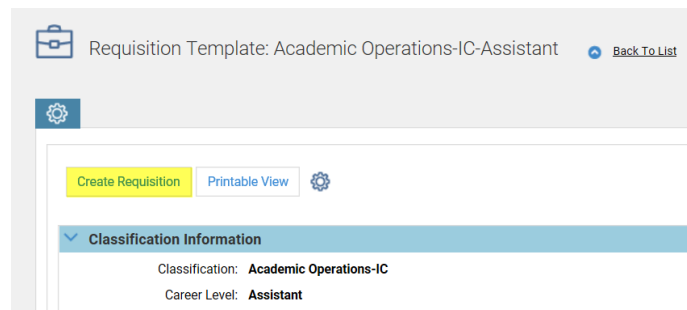 Requisition Template: Academic Operations-IC-Assistant Back To List
Create Requisition Printable View
Classification Information
Classification: Academic Operations-IC
Career Level: Assistant